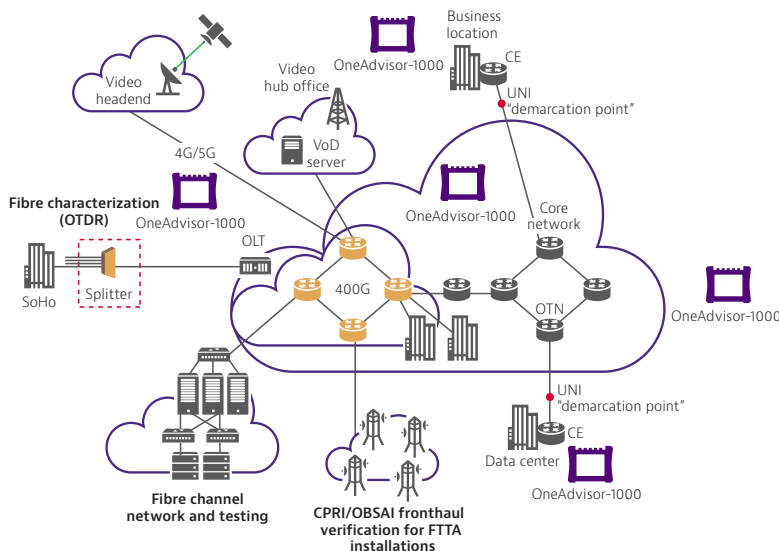 Business
location
OneAdvisor-1000
CE
UNI
“demarcation point”
Video
headend
Video
hub office
VoD
server
4G/5G
Fibre characterization
(OTDR)
OneAdvisor-1000
OneAdvisor-1000
Core
network
OLT
SoHo
Splitter
400G
OTN
OneAdvisor-1000
UNI
“demarcation point”
CE
Data center
OneAdvisor-1000
Fibre channel
network and testing
CPRI/OBSAI fronthaul
verification for FTTA
installations